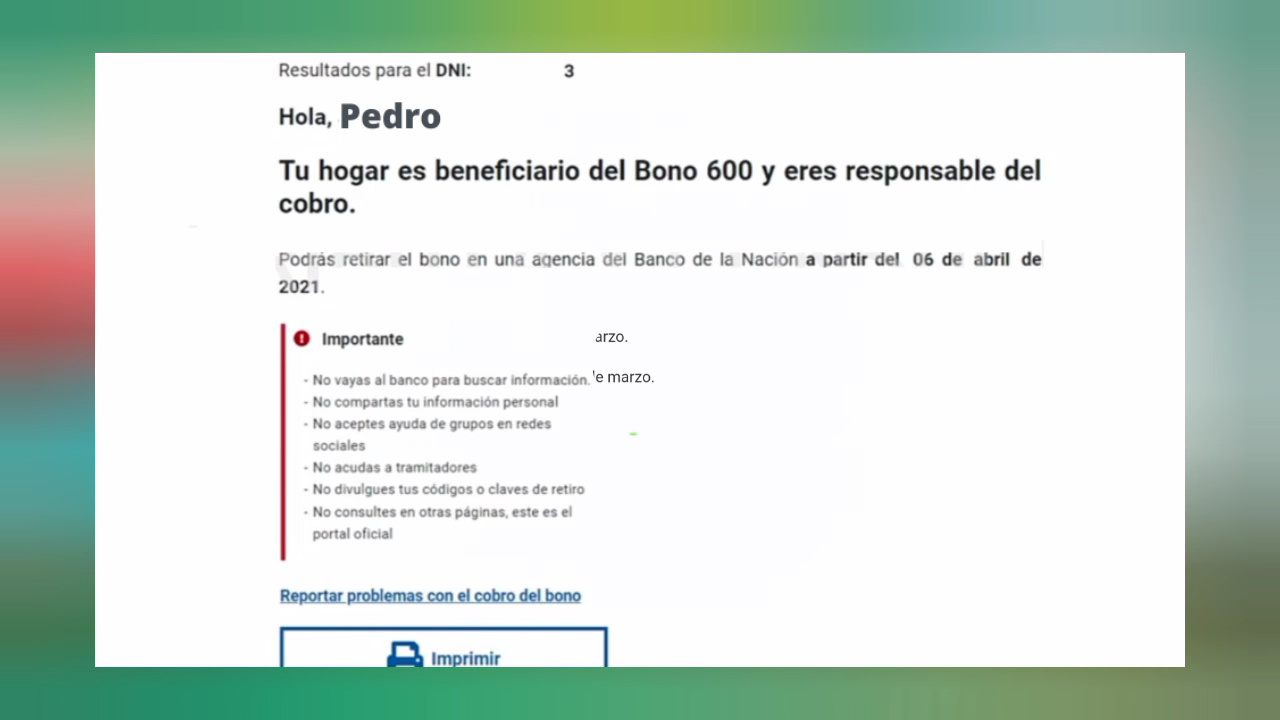 Resultados para el DNI: 3
Hola, Pedro
Tu hogar es beneficiario del Bono 600 y eres responsable del
cobro.
Podrás retirar el bono en una agencia del Banco de la Nación a partir del 06 de abril de
2021.
Importante
arzo.
- No vayas al banco para buscar información.
e marzo.
- No compartas tu información personal
- No aceptes ayuda de grupos en redes
sociales
- No acudas a tramitadores
- No divulgues tus códigos o claves de retiro
- No consultes en otras páginas, este es el
portal oficial
Reportar problemas con el cobro del bono
Imprimir